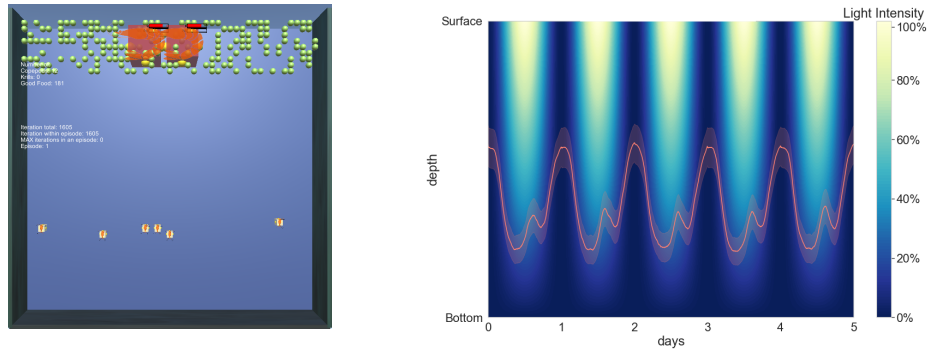 Copepods: 2
Krills: 0
Good Food: 181
Iteration total: 1605
Iteration within episode: 1605
MAX iterations in an episode: 0
Episode: 1
Light Intensity
Surface
100%
80%
60%
depth
40%
20%
Bottom
0%
0 1 2 3 4 5
days